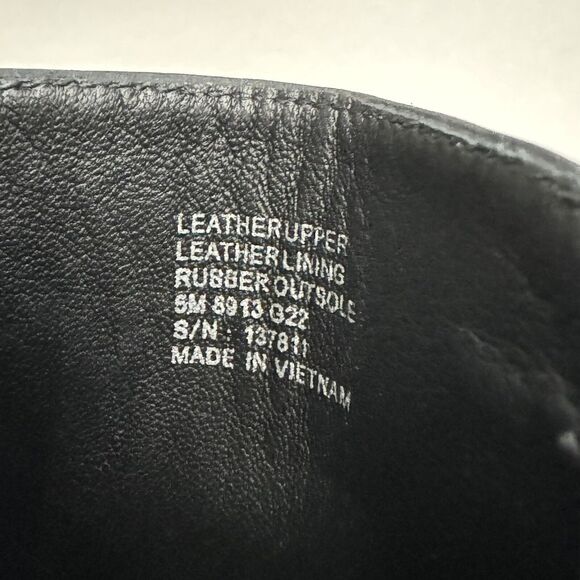 LEATHER UPPER
LEATHER LINING
RUBBER OUTSOLE
5M 8913 G22
S/N : 137811
MADE IN VIETNAM